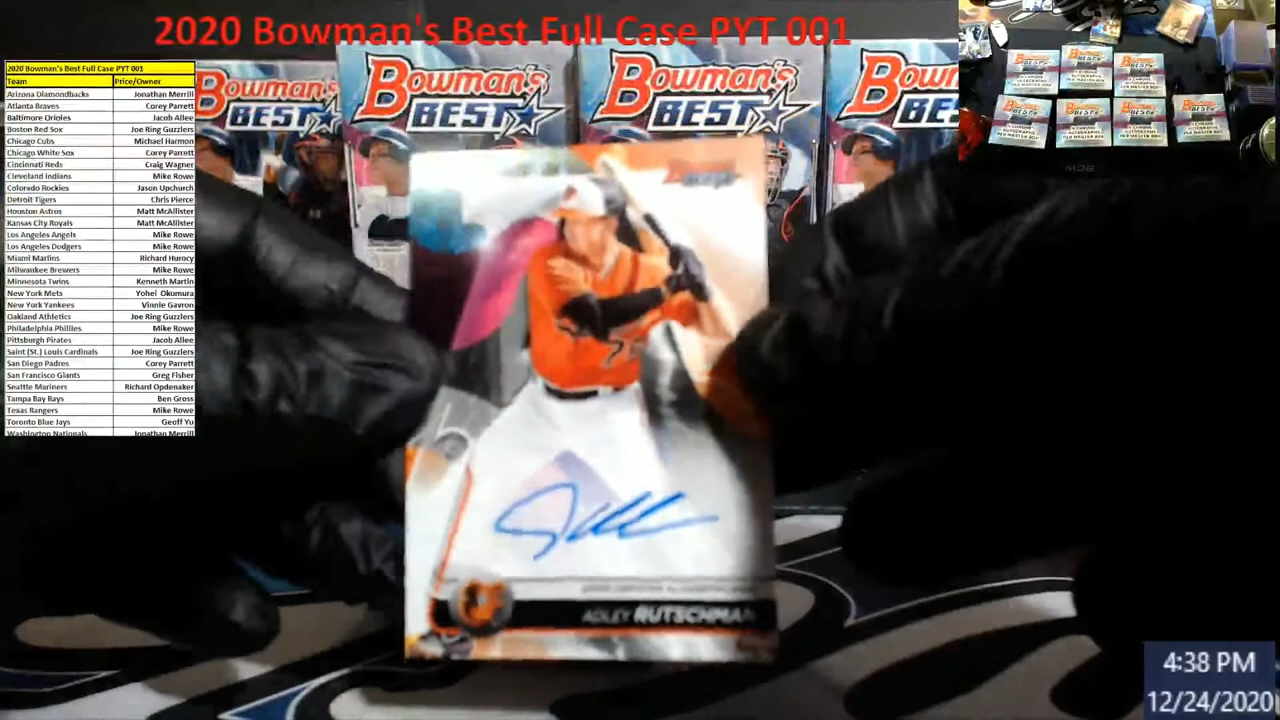 2020 Bowman's Best Full Case PYT 001
2020 Bowman's Best Full Case PYT 001
Team Price/Owner
Arizona Diamondbacks Jonathan Merrill
Atlanta Braves Corey Parrett
Baltimore Orioles Jacob Allee
Boston Red Sox Joe Ring Guzzlers
Chicago Cubs Michael Harmon
Chicago White Sox Corey Parrett
Cincinnati Reds Craig Wagner
Cleveland Indians Mike Rowe
Colorado Rockies Jason Upchurch
Detroit Tigers Chris Pierce
Houston Astros Matt McAllister
Kansas City Royals Matt McAllister
Los Angeles Angels Mike Rowe
Los Angeles Dodgers Mike Rowe
Miami Marlins Richard Hurocy
Milwaukee Brewers Mike Rowe
Minnesota Twins Kenneth Martin
New York Mets Yohei Okumura
New York Yankees Vinnie Gavron
Oakland Athletics Joe Ring Guzzlers
Philadelphia Phillies Mike Rowe
Pittsburgh Pirates Jacob Allee
Saint (St.) Louis Cardinals Joe Ring Guzzlers
San Diego Padres Corey Parrett
San Francisco Giants Greg Fisher
Seattle Mariners Richard Opdenaker
Tampa Bay Rays Ben Gross
Texas Rangers Mike Rowe
Toronto Blue Jays Geoff Yu
Washington Nationals Jonathan Merrill
Bowman's
BEST
Bowman's
BEST
Bowman's
BEST
Bowm
BES
ADLEY RUTSCHMAN
4:38 PM
12/24/2020